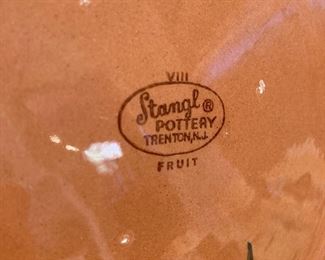 VIII
Stangl ®
POTTERY
TRENTON, N.J.
FRUIT